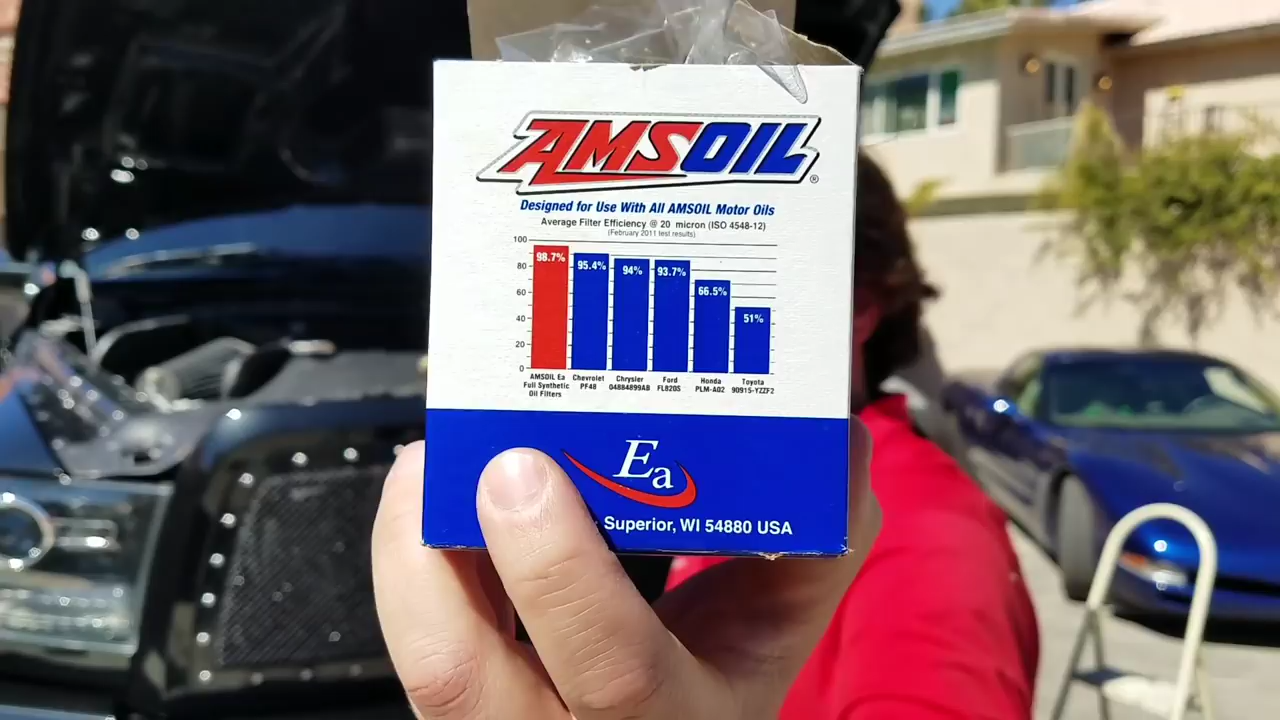 AMSOIL®
Designed for Use With All AMSOIL Motor Oils
Average Filter Efficiency @ 20 micron (ISO 4548-12)
(February 2011 test results)
100
80
60
40
20
0
98.7%
95.4%
94%
93.7%
66.5%
51%
AMSOIL Ea
Full Synthetic
Oil Filters
Chevrolet
PF48
Chrysler
04884899AB
Ford
FL820S
Honda
PLM-A02
Toyota
90915-YZZF2
Ea
Superior, WI 54880 USA